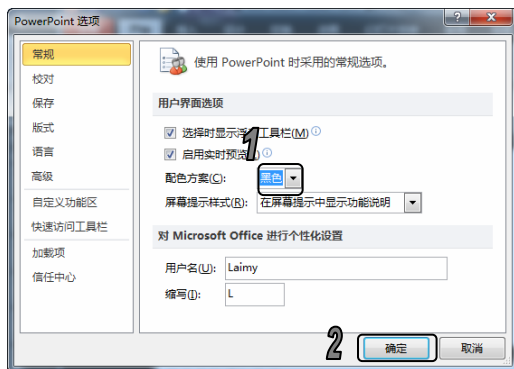 PowerPoint 选项
常规
校对
保存
版式
语言
高级
自定义功能区
快速访问工具栏
加载项
信任中心
使用 PowerPoint 时采用的常规选项。
用户界面选项
选择时显示浮 工具栏(M)
1
启用实时预览
配色方案(C): 黑色
屏幕提示样式(R): 在屏幕提示中显示功能说明
对 Microsoft Office 进行个性化设置
用户名(U): Laimy
缩写(I): L
2
确定 取消